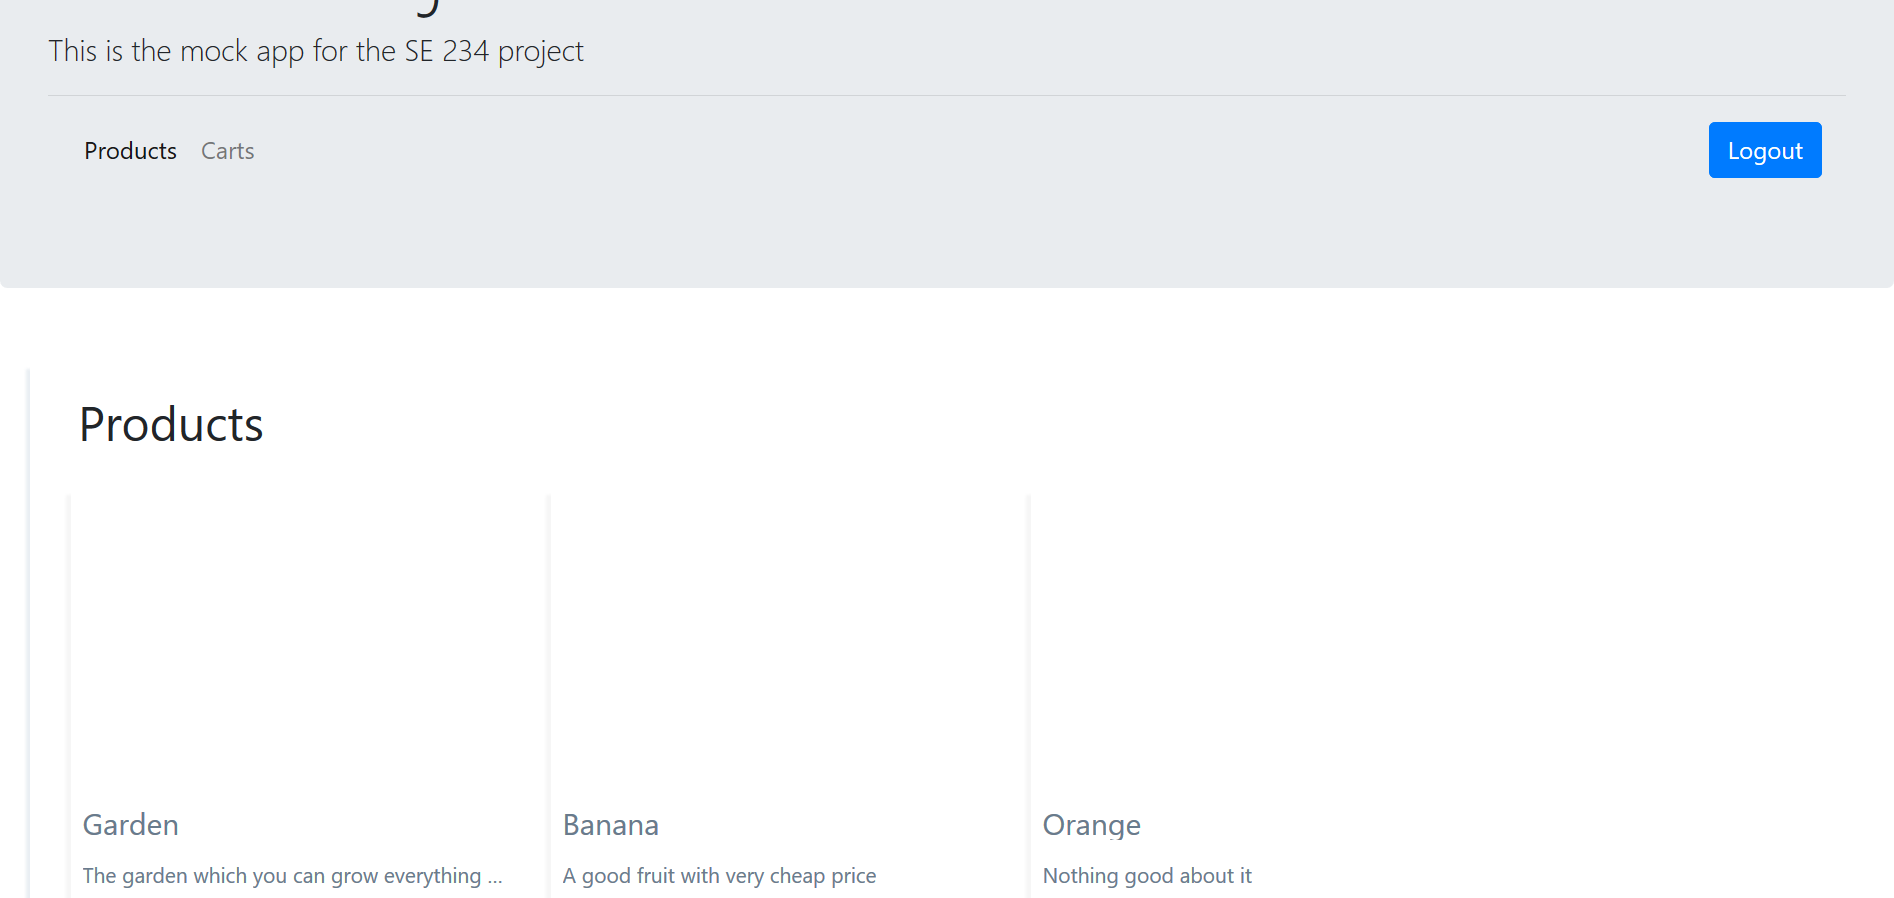 This is the mock app for the SE 234 project
Products Carts Logout
Products
Garden Banana Orange
The garden which you can grow everything ... A good fruit with very cheap price Nothing good about it